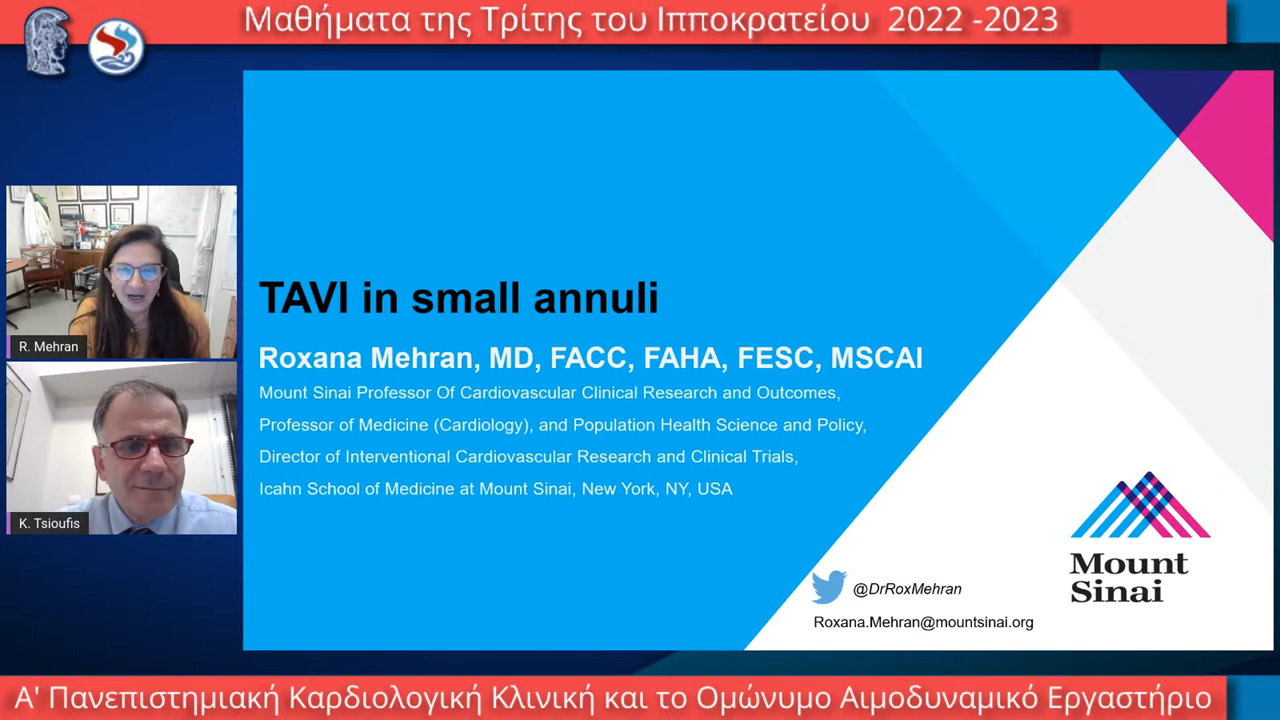 Μαθήματα της Τρίτης του Ιπποκρατείου 2022 -2023
R. Mehran
K. Tsioufis
TAVI in small annuli
Roxana Mehran, MD, FACC, FAHA, FESC, MSCAI
Mount Sinai Professor Of Cardiovascular Clinical Research and Outcomes,
Professor of Medicine (Cardiology), and Population Health Science and Policy,
Director of Interventional Cardiovascular Research and Clinical Trials,
Icahn School of Medicine at Mount Sinai, New York, NY, USA
Mount
Sinai
@DrRoxMehran
Roxana.Mehran@mountsinai.org
Α' Πανεπιστημιακή Καρδιολογική Κλινική και το Ομώνυμο Αιμοδυναμικό Εργαστήριο